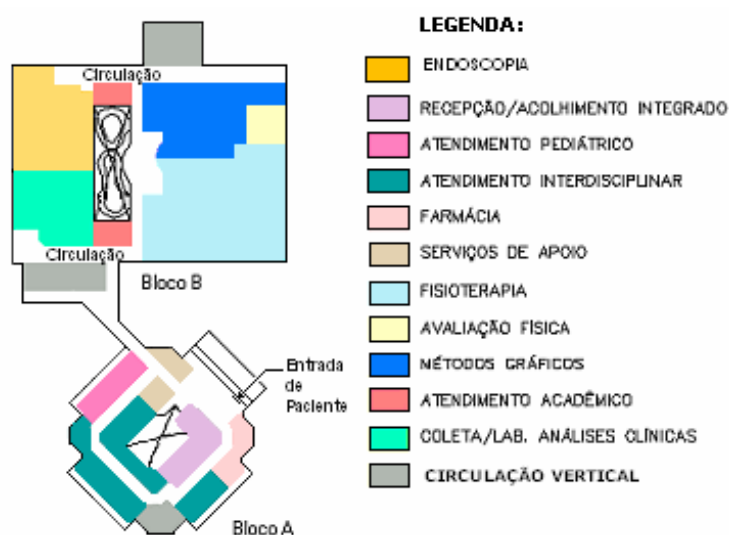 LEGENDA:
Circulação
ENDOSCOPIA
RECEPÇÃO/ACOLHIMENTO INTEGRADO
ATENDIMENTO PEDIÁTRICO
ATENDIMENTO INTERDISCIPLINAR
FARMÁCIA
SERVIÇOS DE APOIO
Circulação
Bloco B
FISIOTERAPIA
AVALIAÇÃO FÍSICA
MÉTODOS GRÁFICOS
ATENDIMENTO ACADÊMICO
COLETA/LAB. ANÁLISES CLÍNICAS
CIRCULAÇÃO VERTICAL
Entrada
de
Paciente
Bloco A